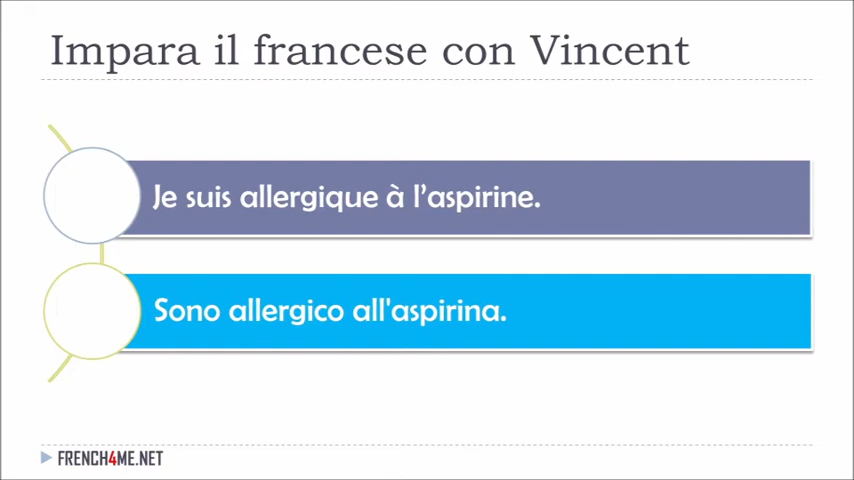 Impara il francese con Vincent
Je suis allergique à l’aspirine.
Sono allergico all'aspirina.
FRENCH4ME.NET